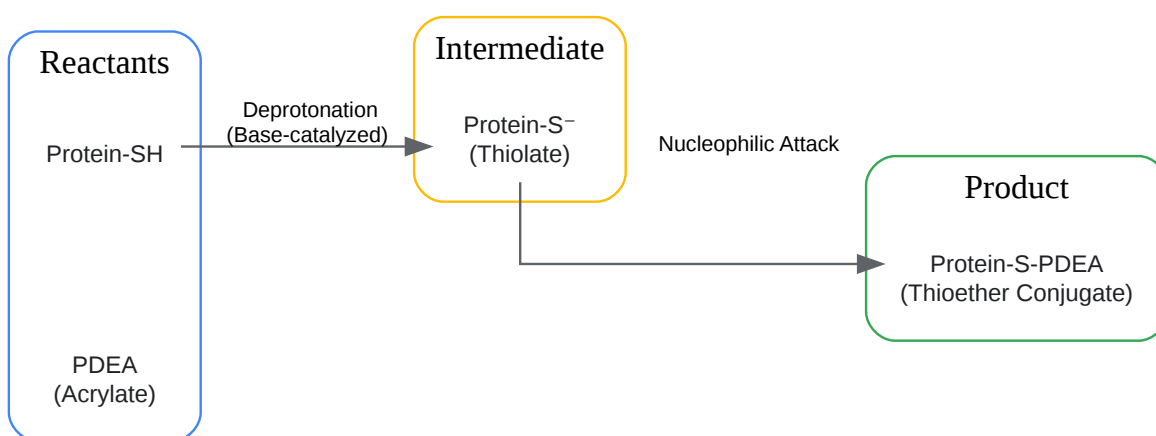 Reactants
Protein-SH
PDEA
(Acrylate)
Deprotonation
(Base-catalyzed)
Intermediate
Protein-S⁻
(Thiolate)
Nucleophilic Attack
Product
Protein-S-PDEA
(Thioether Conjugate)